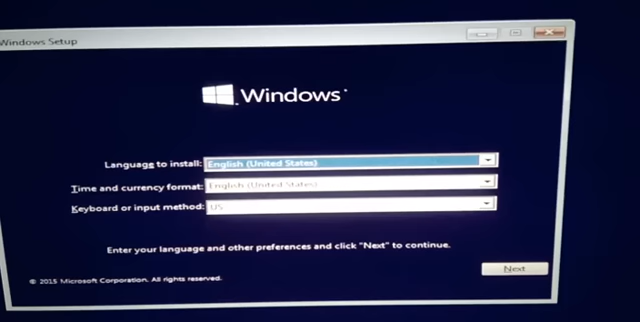 Windows Setup
Windows
Language to install: English (United States)
Time and currency format: English (United States)
Keyboard or input method: US
Enter your language and other preferences and click "Next" to continue.
© 2015 Microsoft Corporation. All rights reserved.
Next